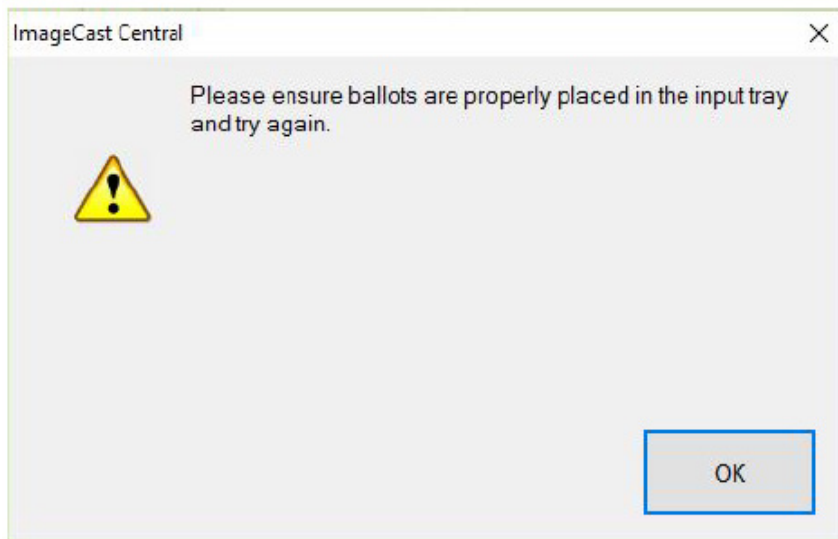 ImageCast Central
Please ensure ballots are properly placed in the input tray
and try again.
OK